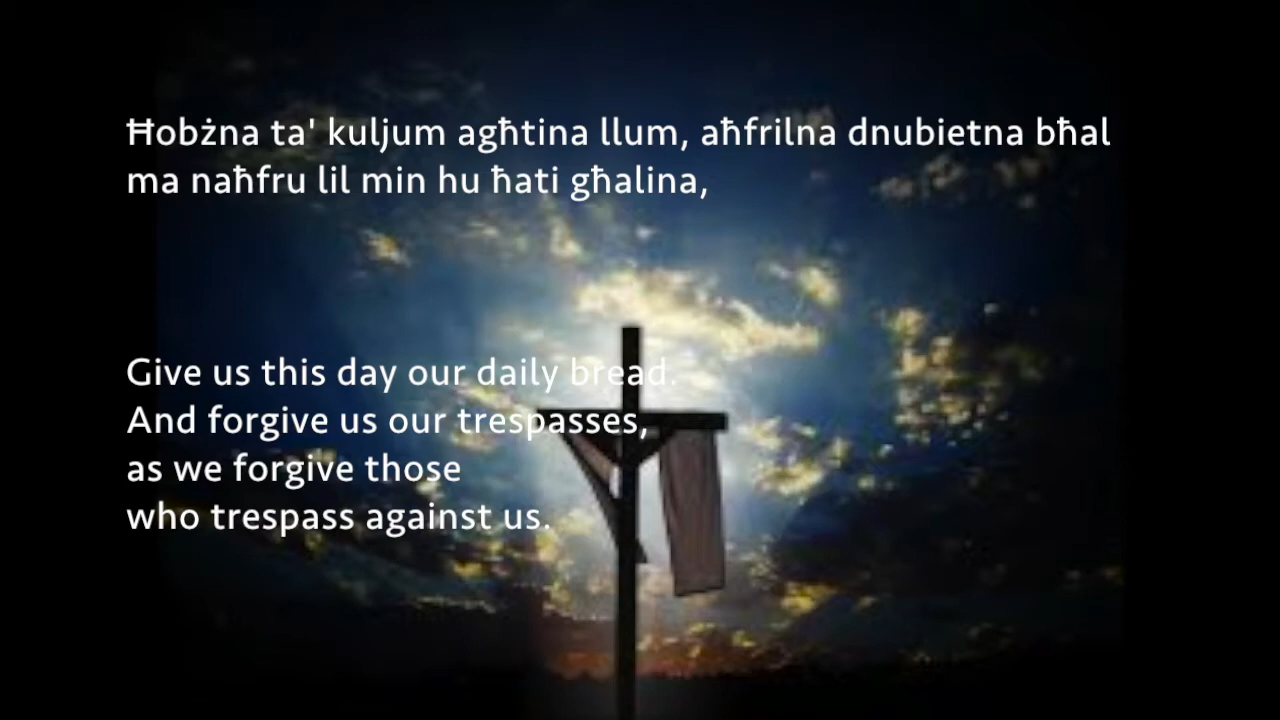 Ħobżna ta' kuljum agħtina llum, aħfrilna dnubietna bħal
ma naħfru lil min hu ħati għalina,
Give us this day our daily bread.
And forgive us our trespasses,
as we forgive those
who trespass against us.